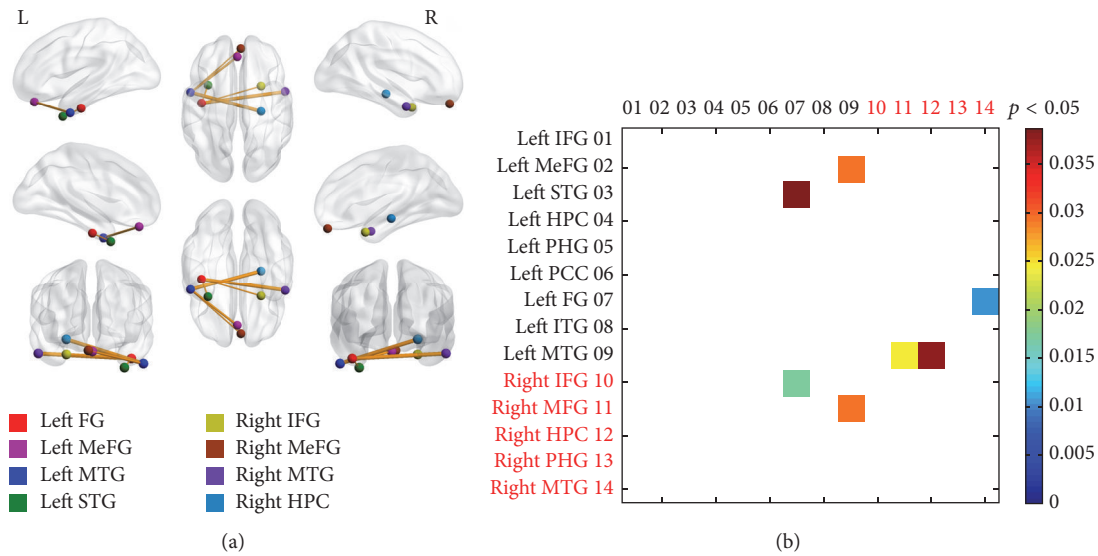 L
R
Left FG
Left MeFG
Left MTG
Left STG
Right IFG
Right MeFG
Right MTG
Right HPC
(a)
01 02 03 04 05 06 07 08 09 10 11 12 13 14
p < 0.05
Left IFG 01
Left MeFG 02
Left STG 03
Left HPC 04
Left PHG 05
Left PCC 06
Left FG 07
Left ITG 08
Left MTG 09
Right IFG 10
Right MFG 11
Right HPC 12
Right PHG 13
Right MTG 14
0.035
0.03
0.025
0.02
0.015
0.01
0.005
0
(b)